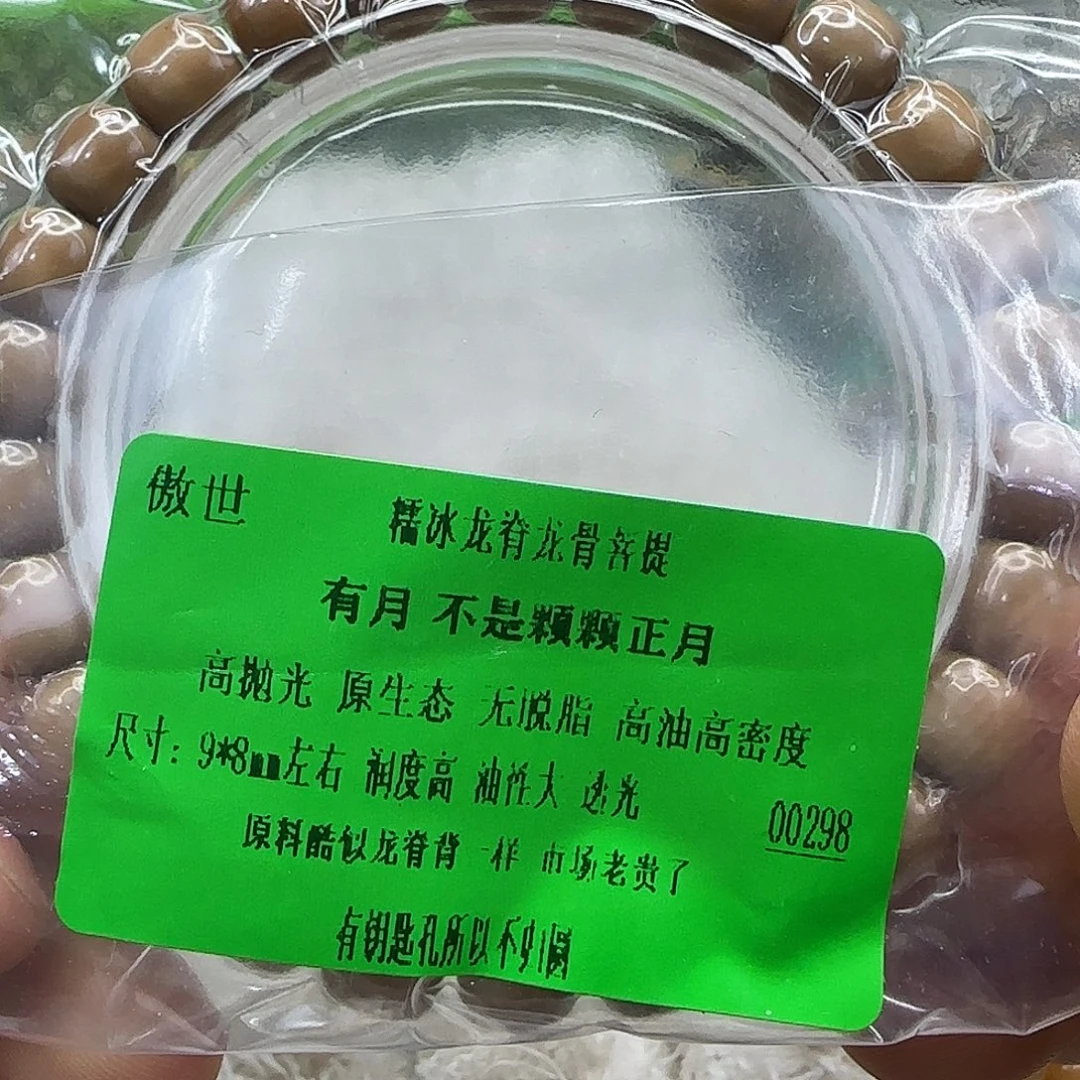 傲世
糯冰龙脊龙骨菩提
有月 不是颗颗正月
高抛光 原生态 无脱脂 高油高密度
尺寸：9*8mm左右 润度高 油性大 透光
00298
原料酷似龙脊背 一样 市场老贵了
有钥匙孔所以不归圆